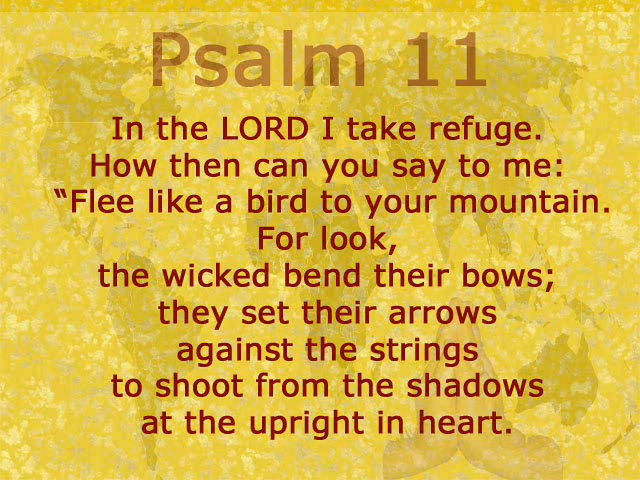 Psalm 11
In the LORD I take refuge.
How then can you say to me:
“Flee like a bird to your mountain.
For look,
the wicked bend their bows;
they set their arrows
against the strings
to shoot from the shadows
at the upright in heart.